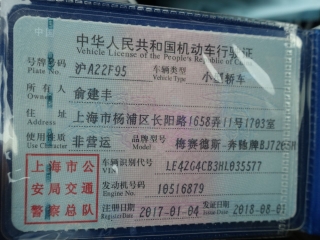 中华人民共和国机动车行驶证
Vehicle License of the People's Republic of China
号牌号码 沪A22F95 车辆类型 小型轿车
Plate No. Vehicle Type
所有人 俞建丰
Owner
住址 上海市杨浦区长阳路1658弄11号1703室
Address
使用性质 非营运 品牌型号 梅赛德斯-奔驰牌BJ7205H
Use Character Model
上海市公安局交通警察总队
车辆识别代号 LE42G4CB3HL035577
VIN
发动机号码 10516879
Engine No.
注册日期 2017-01-04 发证日期 2018-08-01
Register Date Issue Date